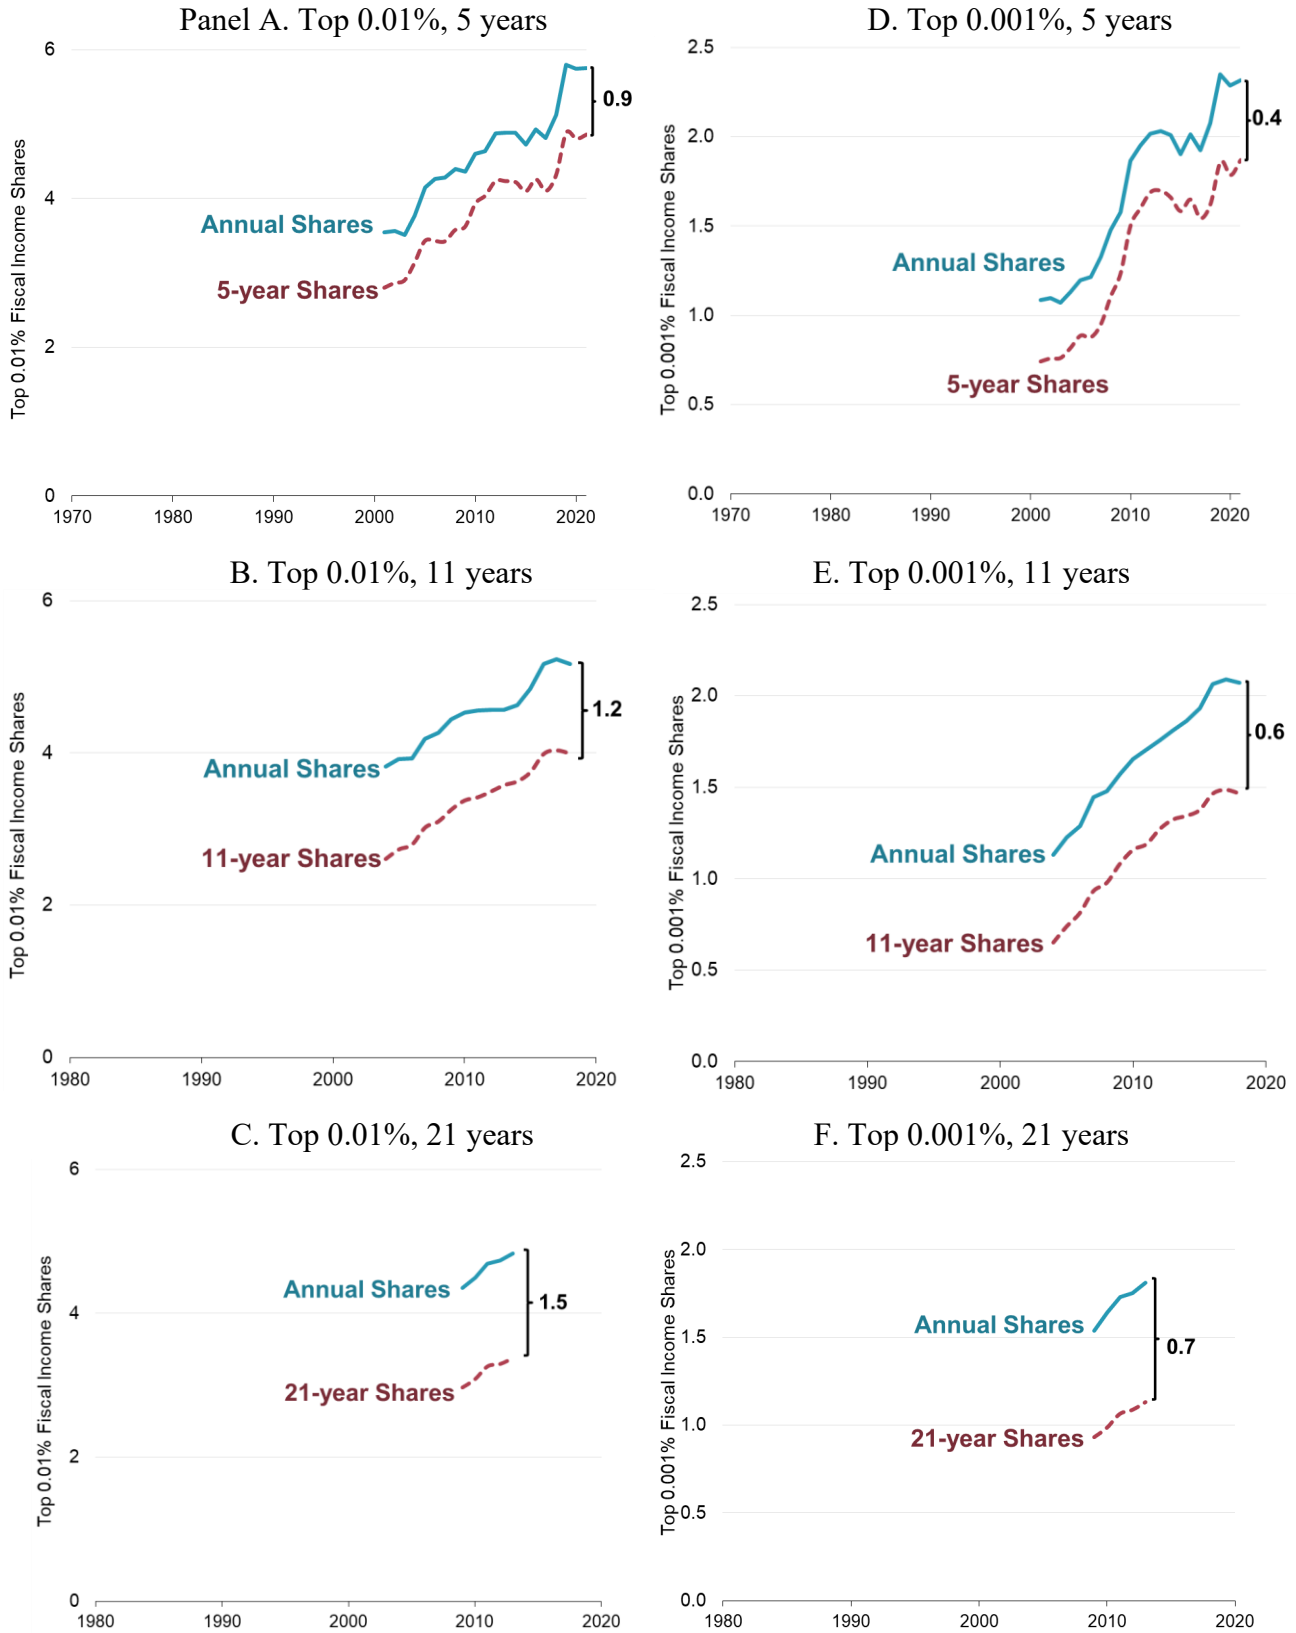 Panel A. Top 0.01%, 5 years
Top 0.01% Fiscal Income Shares
6
4
2
0
Annual Shares
5-year Shares
0.9
1970 1980 1990 2000 2010 2020
D. Top 0.001%, 5 years
Top 0.001% Fiscal Income Shares
2.5
2.0
1.5
1.0
0.5
0.0
Annual Shares
5-year Shares
0.4
1970 1980 1990 2000 2010 2020
B. Top 0.01%, 11 years
Top 0.01% Fiscal Income Shares
6
4
2
0
Annual Shares
11-year Shares
1.2
1980 1990 2000 2010 2020
E. Top 0.001%, 11 years
Top 0.001% Fiscal Income Shares
2.5
2.0
1.5
1.0
0.5
0.0
Annual Shares
11-year Shares
0.6
1980 1990 2000 2010 2020
C. Top 0.01%, 21 years
Top 0.01% Fiscal Income Shares
6
4
2
0
Annual Shares
21-year Shares
1.5
1980 1990 2000 2010 2020
F. Top 0.001%, 21 years
Top 0.001% Fiscal Income Shares
2.5
2.0
1.5
1.0
0.5
0.0
Annual Shares
21-year Shares
0.7
1980 1990 2000 2010 2020